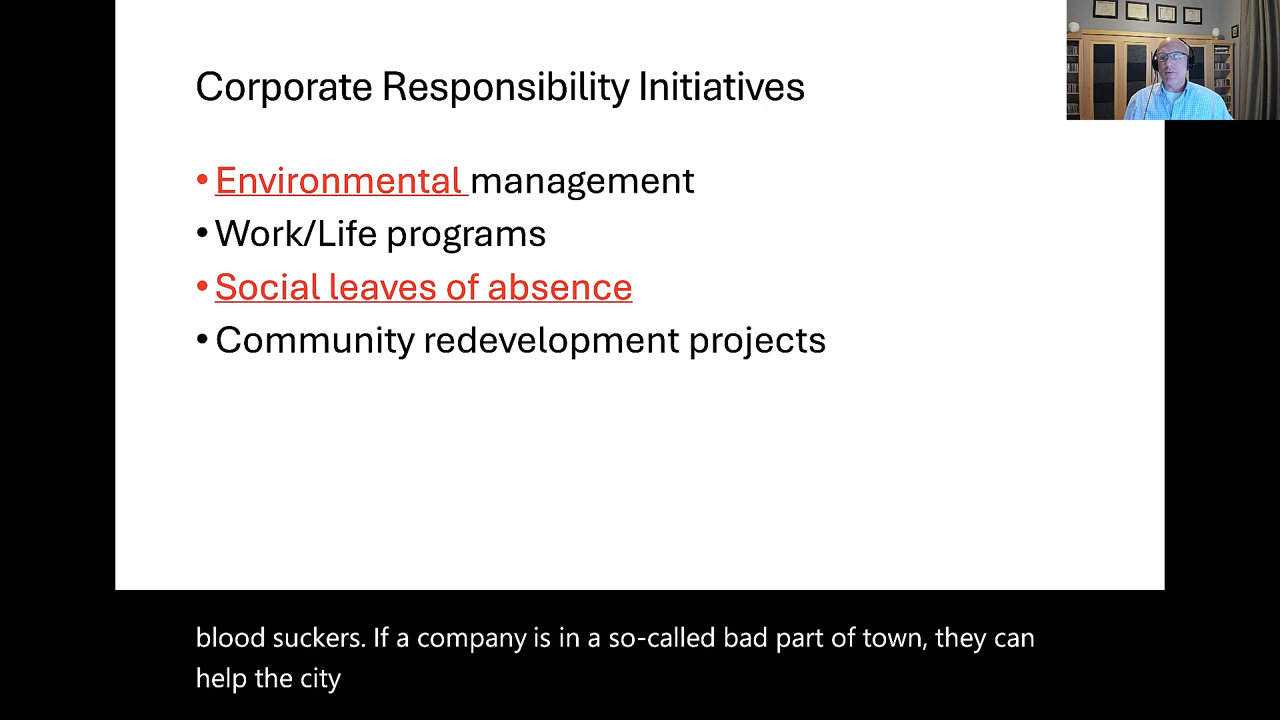 Corporate Responsibility Initiatives
• Environmental management
• Work/Life programs
• Social leaves of absence
• Community redevelopment projects
blood suckers. If a company is in a so-called bad part of town, they can
help the city